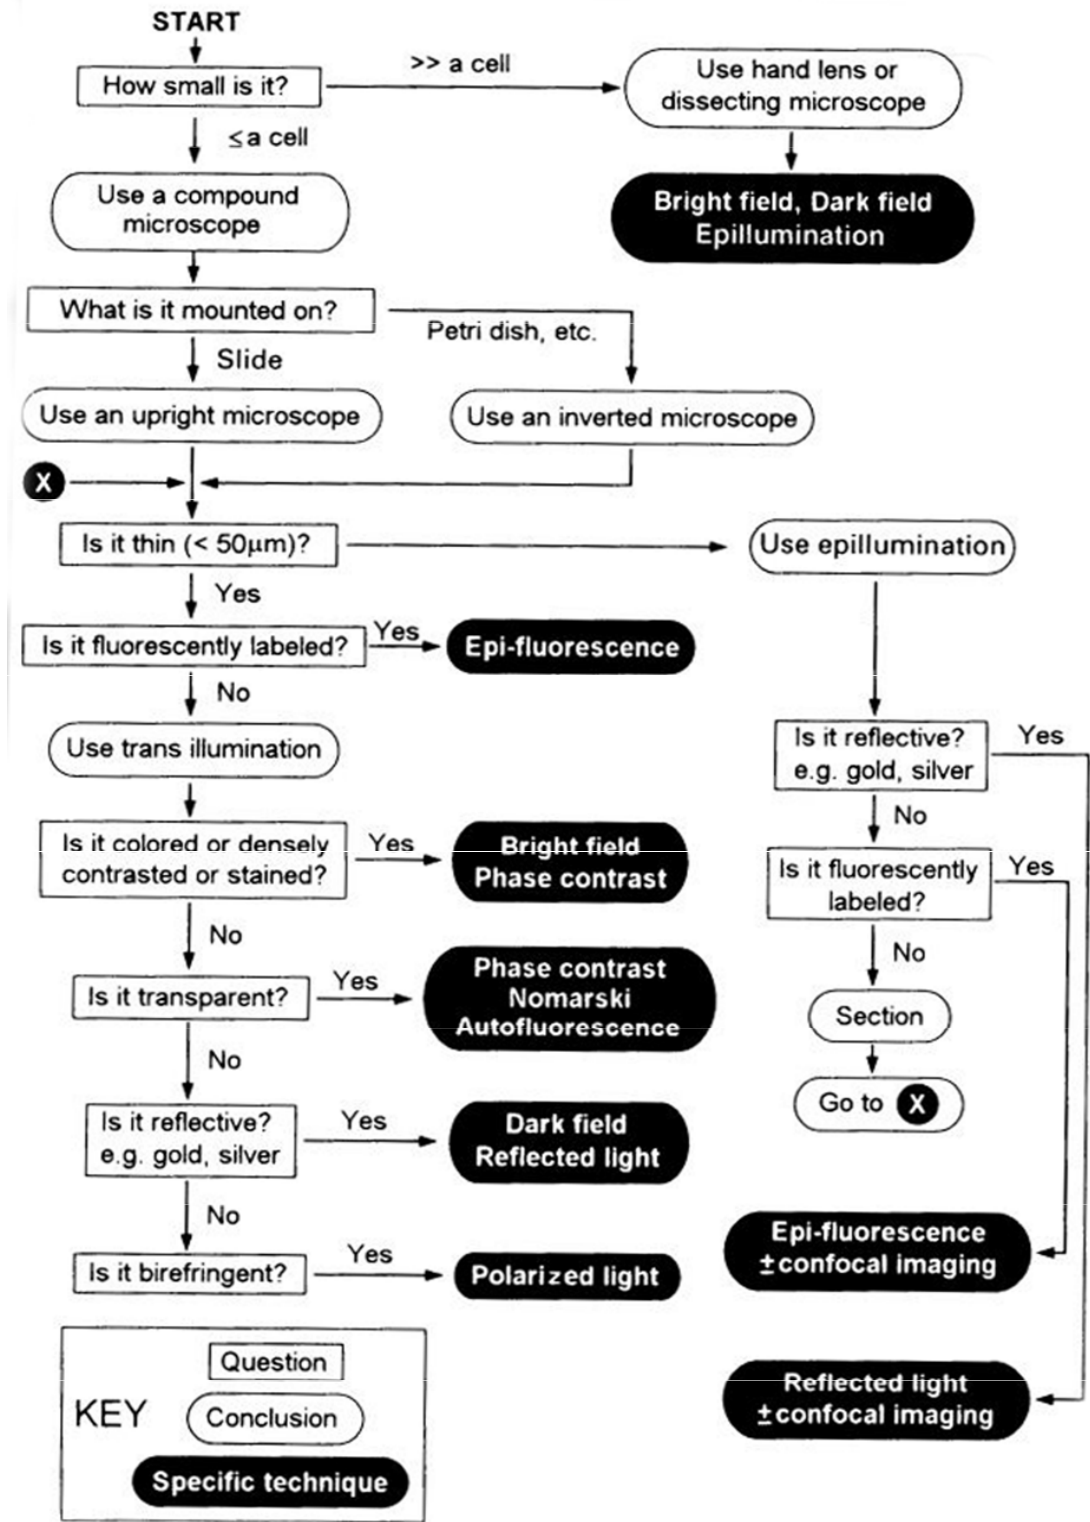 START
How small is it?
>> a cell
Use hand lens or
dissecting microscope
≤ a cell
Use a compound
microscope
Bright field, Dark field
Epillumination
What is it mounted on?
Petri dish, etc.
Slide
Use an upright microscope
Use an inverted microscope
X
Is it thin (< 50µm)?
Use epillumination
Yes
Is it fluorescently labeled?
Yes
Epi-fluorescence
No
Use trans illumination
Is it reflective?
e.g. gold, silver
Yes
No
Is it colored or densely
contrasted or stained?
Yes
Bright field
Phase contrast
Is it fluorescently
labeled?
Yes
No
No
Is it transparent?
Yes
Phase contrast
Nomarski
Autofluorescence
Section
No
Go to X
Is it reflective?
e.g. gold, silver
Yes
Dark field
Reflected light
No
Is it birefringent?
Yes
Polarized light
Epi-fluorescence
±confocal imaging
Reflected light
±confocal imaging
KEY
Question
Conclusion
Specific technique